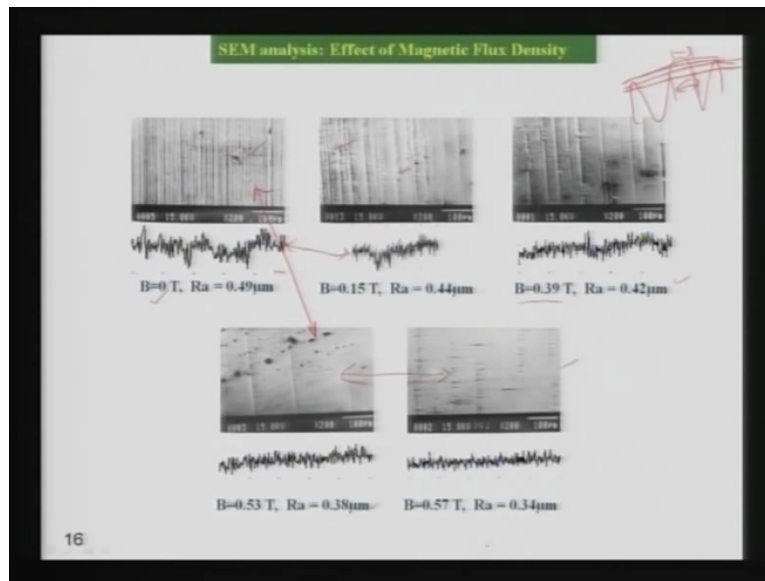 SEM analysis: Effect of Magnetic Flux Density
B=0 T, Ra = 0.49μm
B=0.15 T, Ra = 0.44μm
B=0.39 T, Ra = 0.42μm
B=0.53 T, Ra = 0.38μm
B=0.57 T, Ra = 0.34μm
16